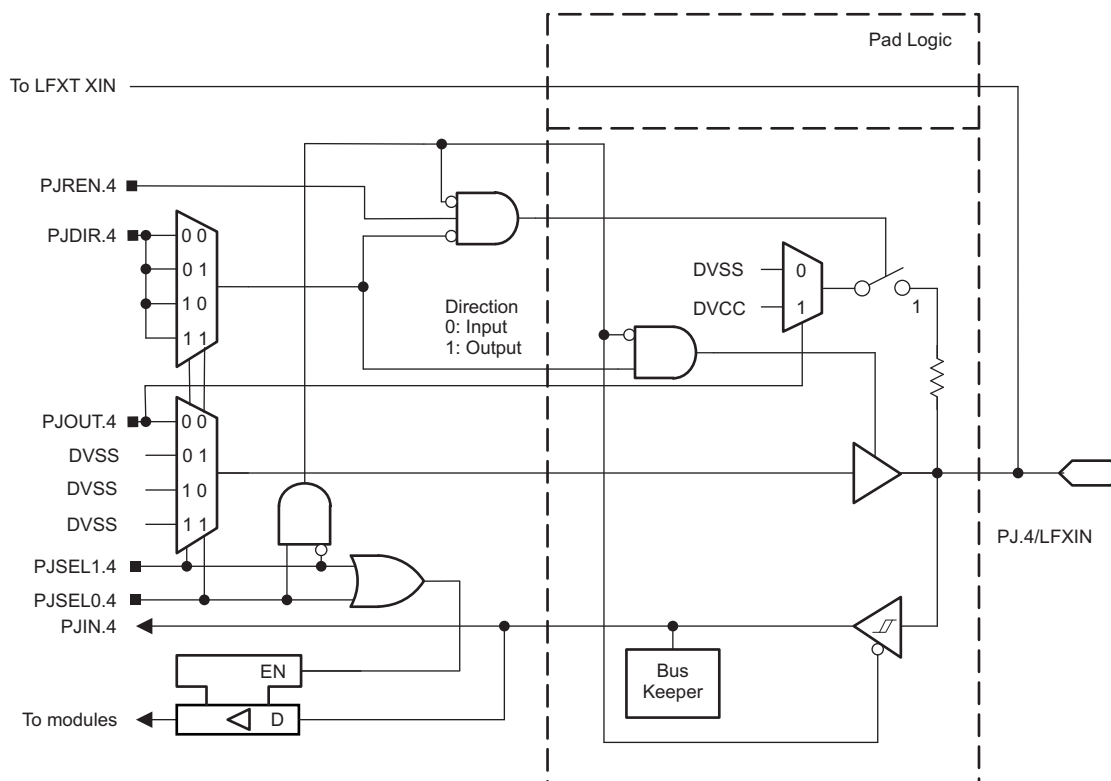 Pad Logic
To LFXT XIN
PJREN.4
PJDIR.4
0 0
0 1
1 0
1 1
Direction
0: Input
1: Output
DVSS
0
DVCC
1
1
PJOUT.4
0 0
DVSS
0 1
DVSS
1 0
DVSS
1 1
PJ.4/LFXIN
PJSEL1.4
PJSEL0.4
PJIN.4
EN
Bus
Keeper
To modules
D